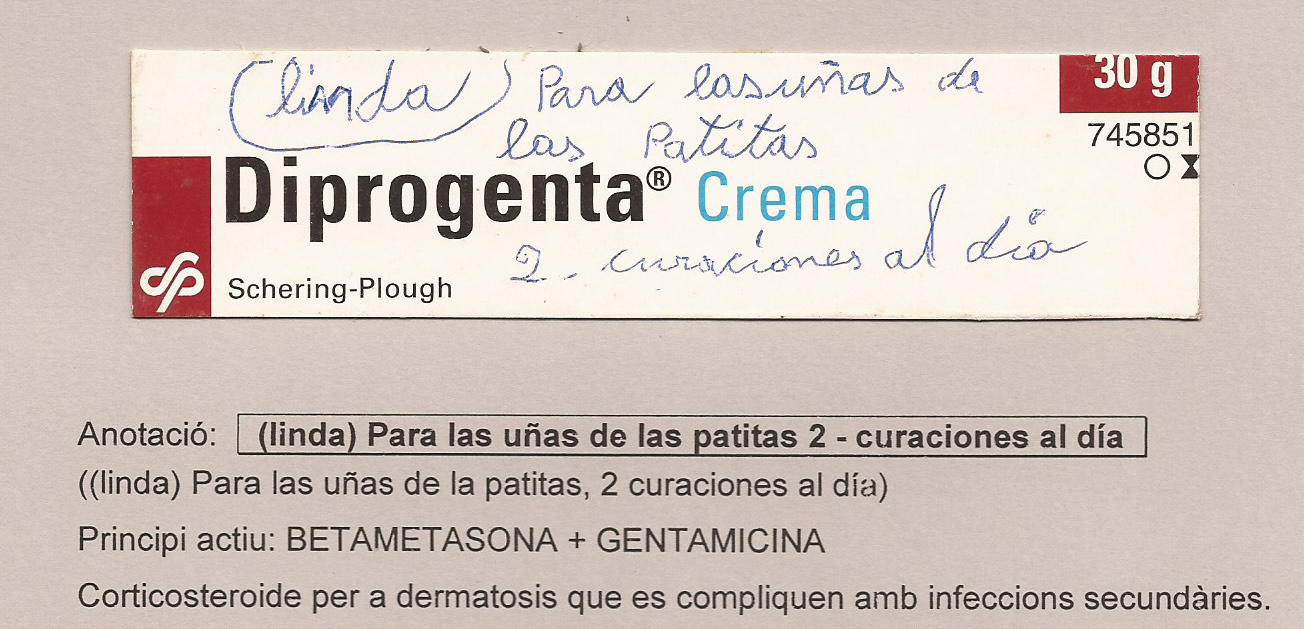 (linda) Para las uñas de
las Patitas
30 g
745851
Diprogenta® Crema
2 - curaciones al día
Schering-Plough
Anotació: (linda) Para las uñas de las patitas 2 - curaciones al día
((linda) Para las uñas de la patitas, 2 curaciones al día)
Principi actiu: BETAMETASONA + GENTAMICINA
Corticosteroide per a dermatosis que es compliquen amb infeccions secundàries.